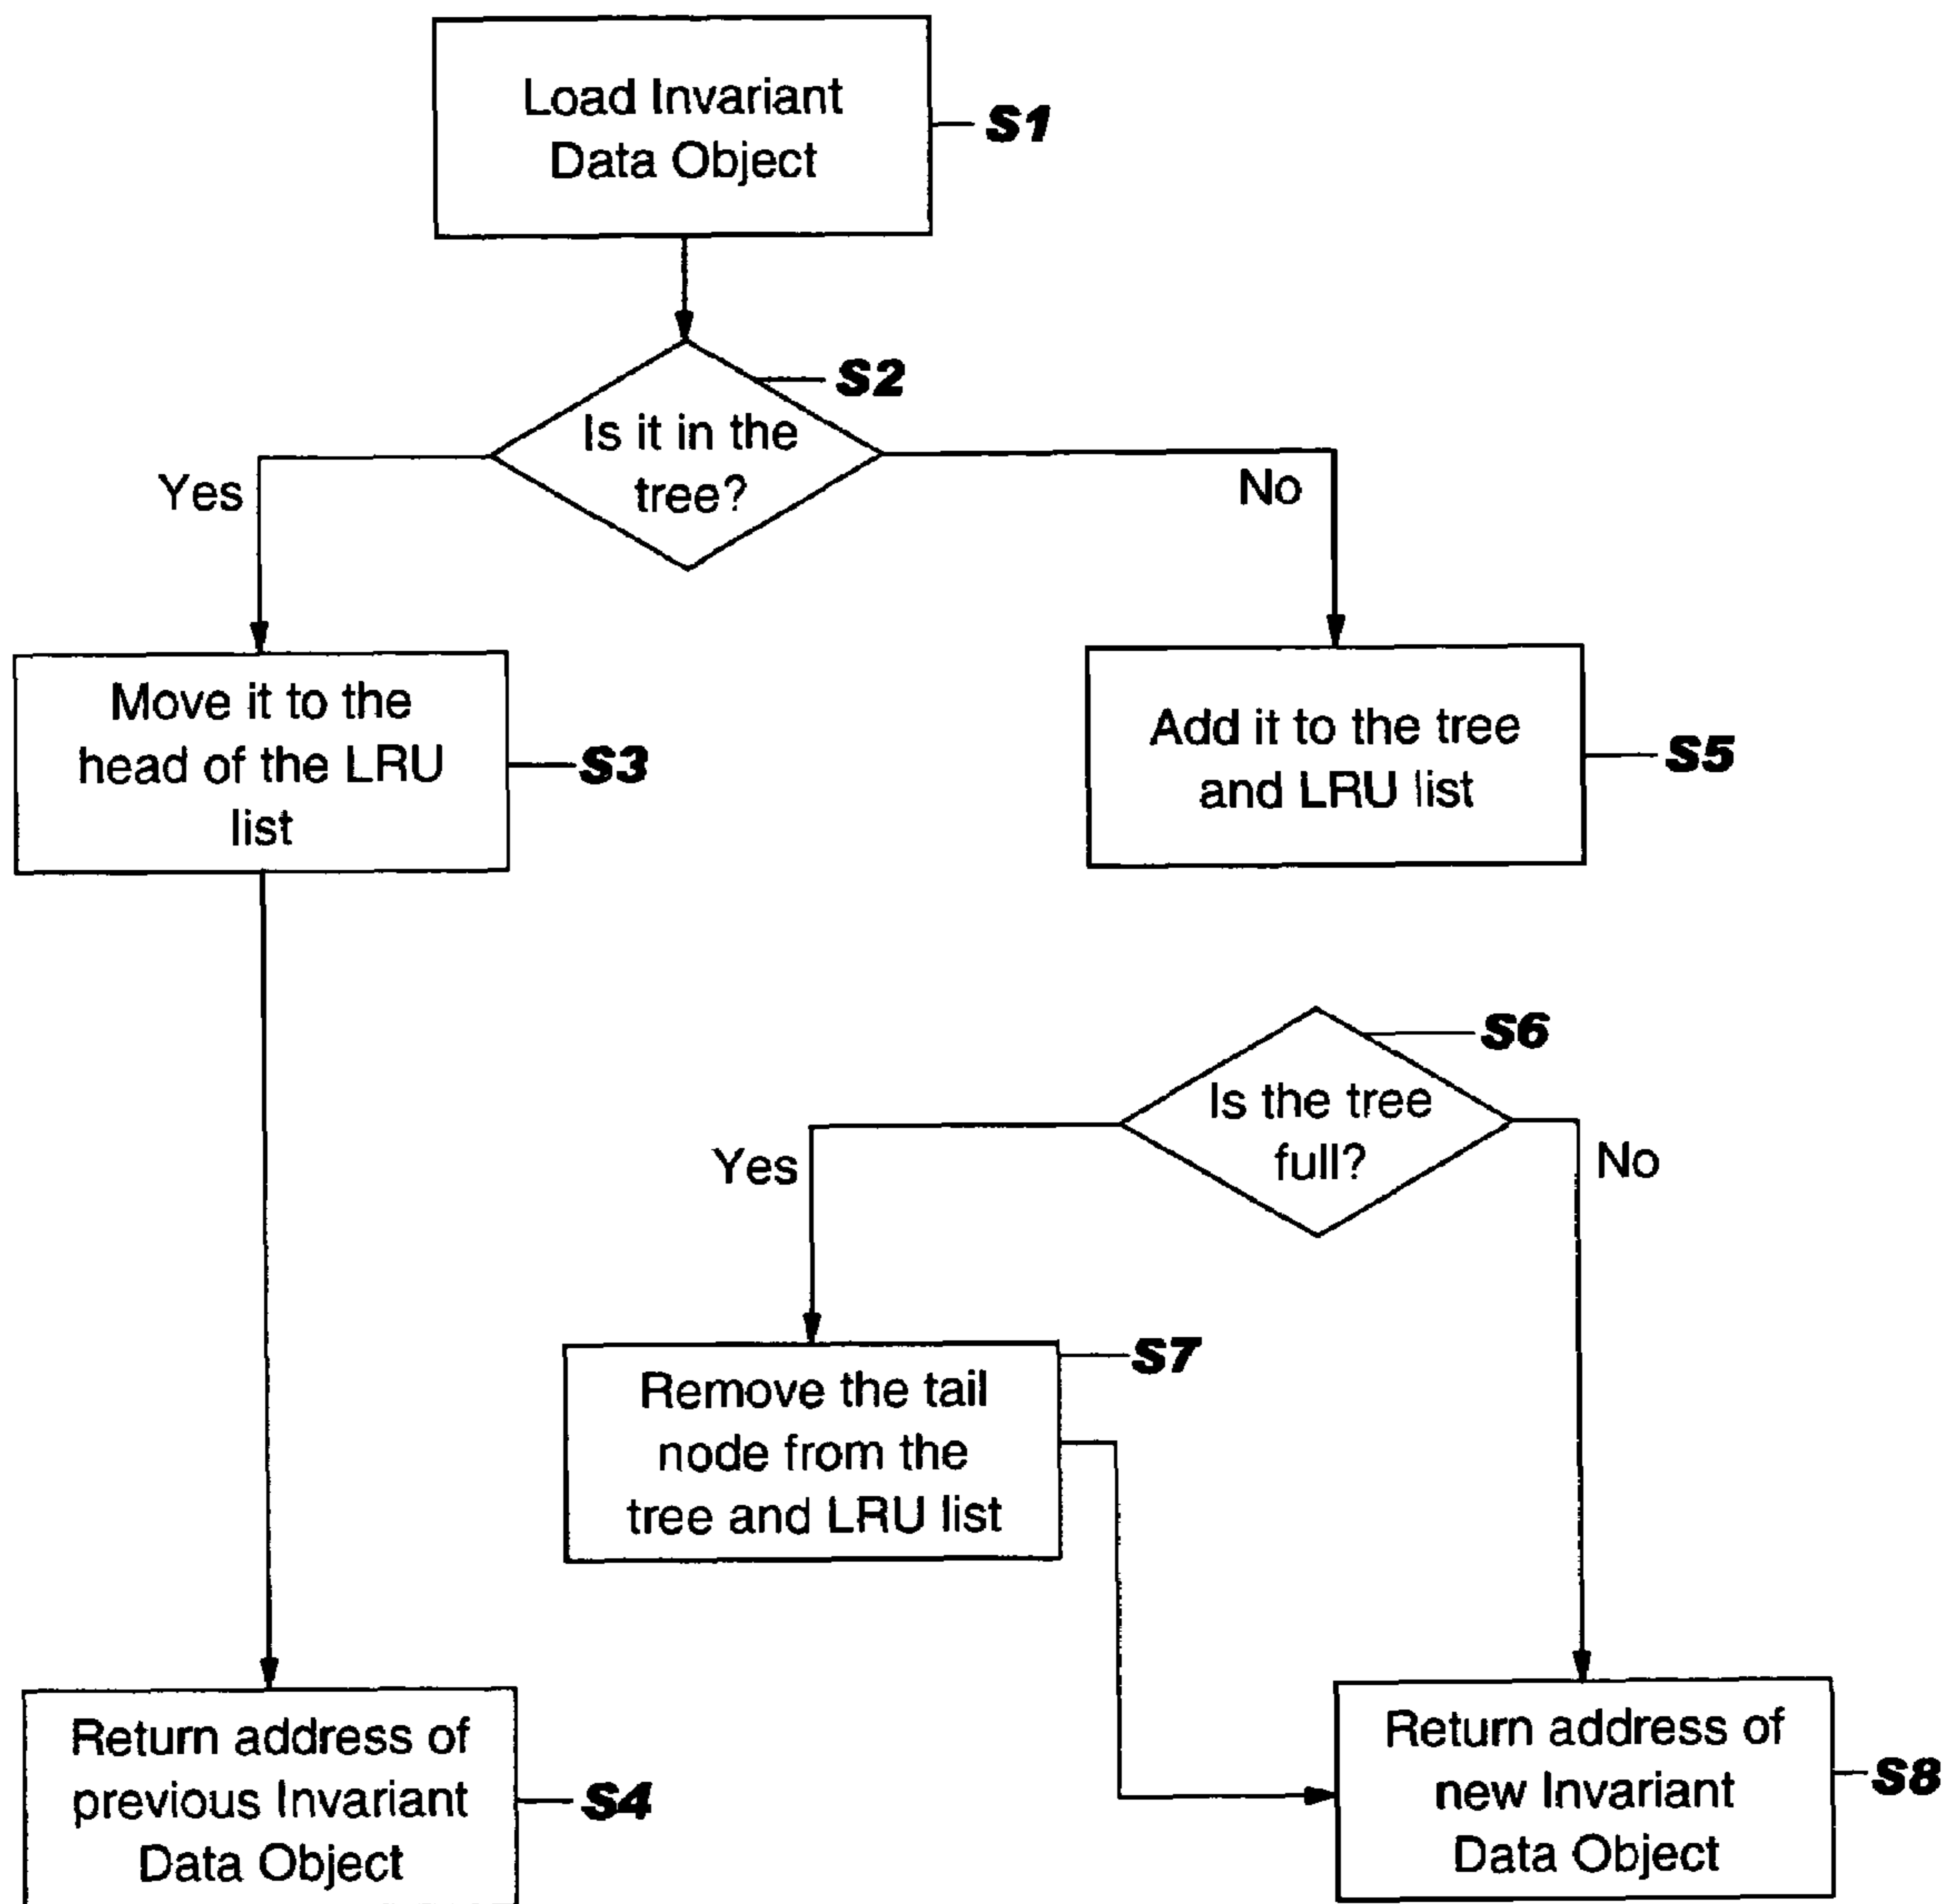 Load Invariant
Data Object
S1
S2
Is it in the
tree?
Yes
No
Move it to the
head of the LRU
list
S3
Add it to the tree
and LRU list
S5
S6
Is the tree
full?
Yes
No
S7
Remove the tail
node from the
tree and LRU list
Return address of
previous Invariant
Data Object
S4
Return address of
new Invariant
Data Object
S8